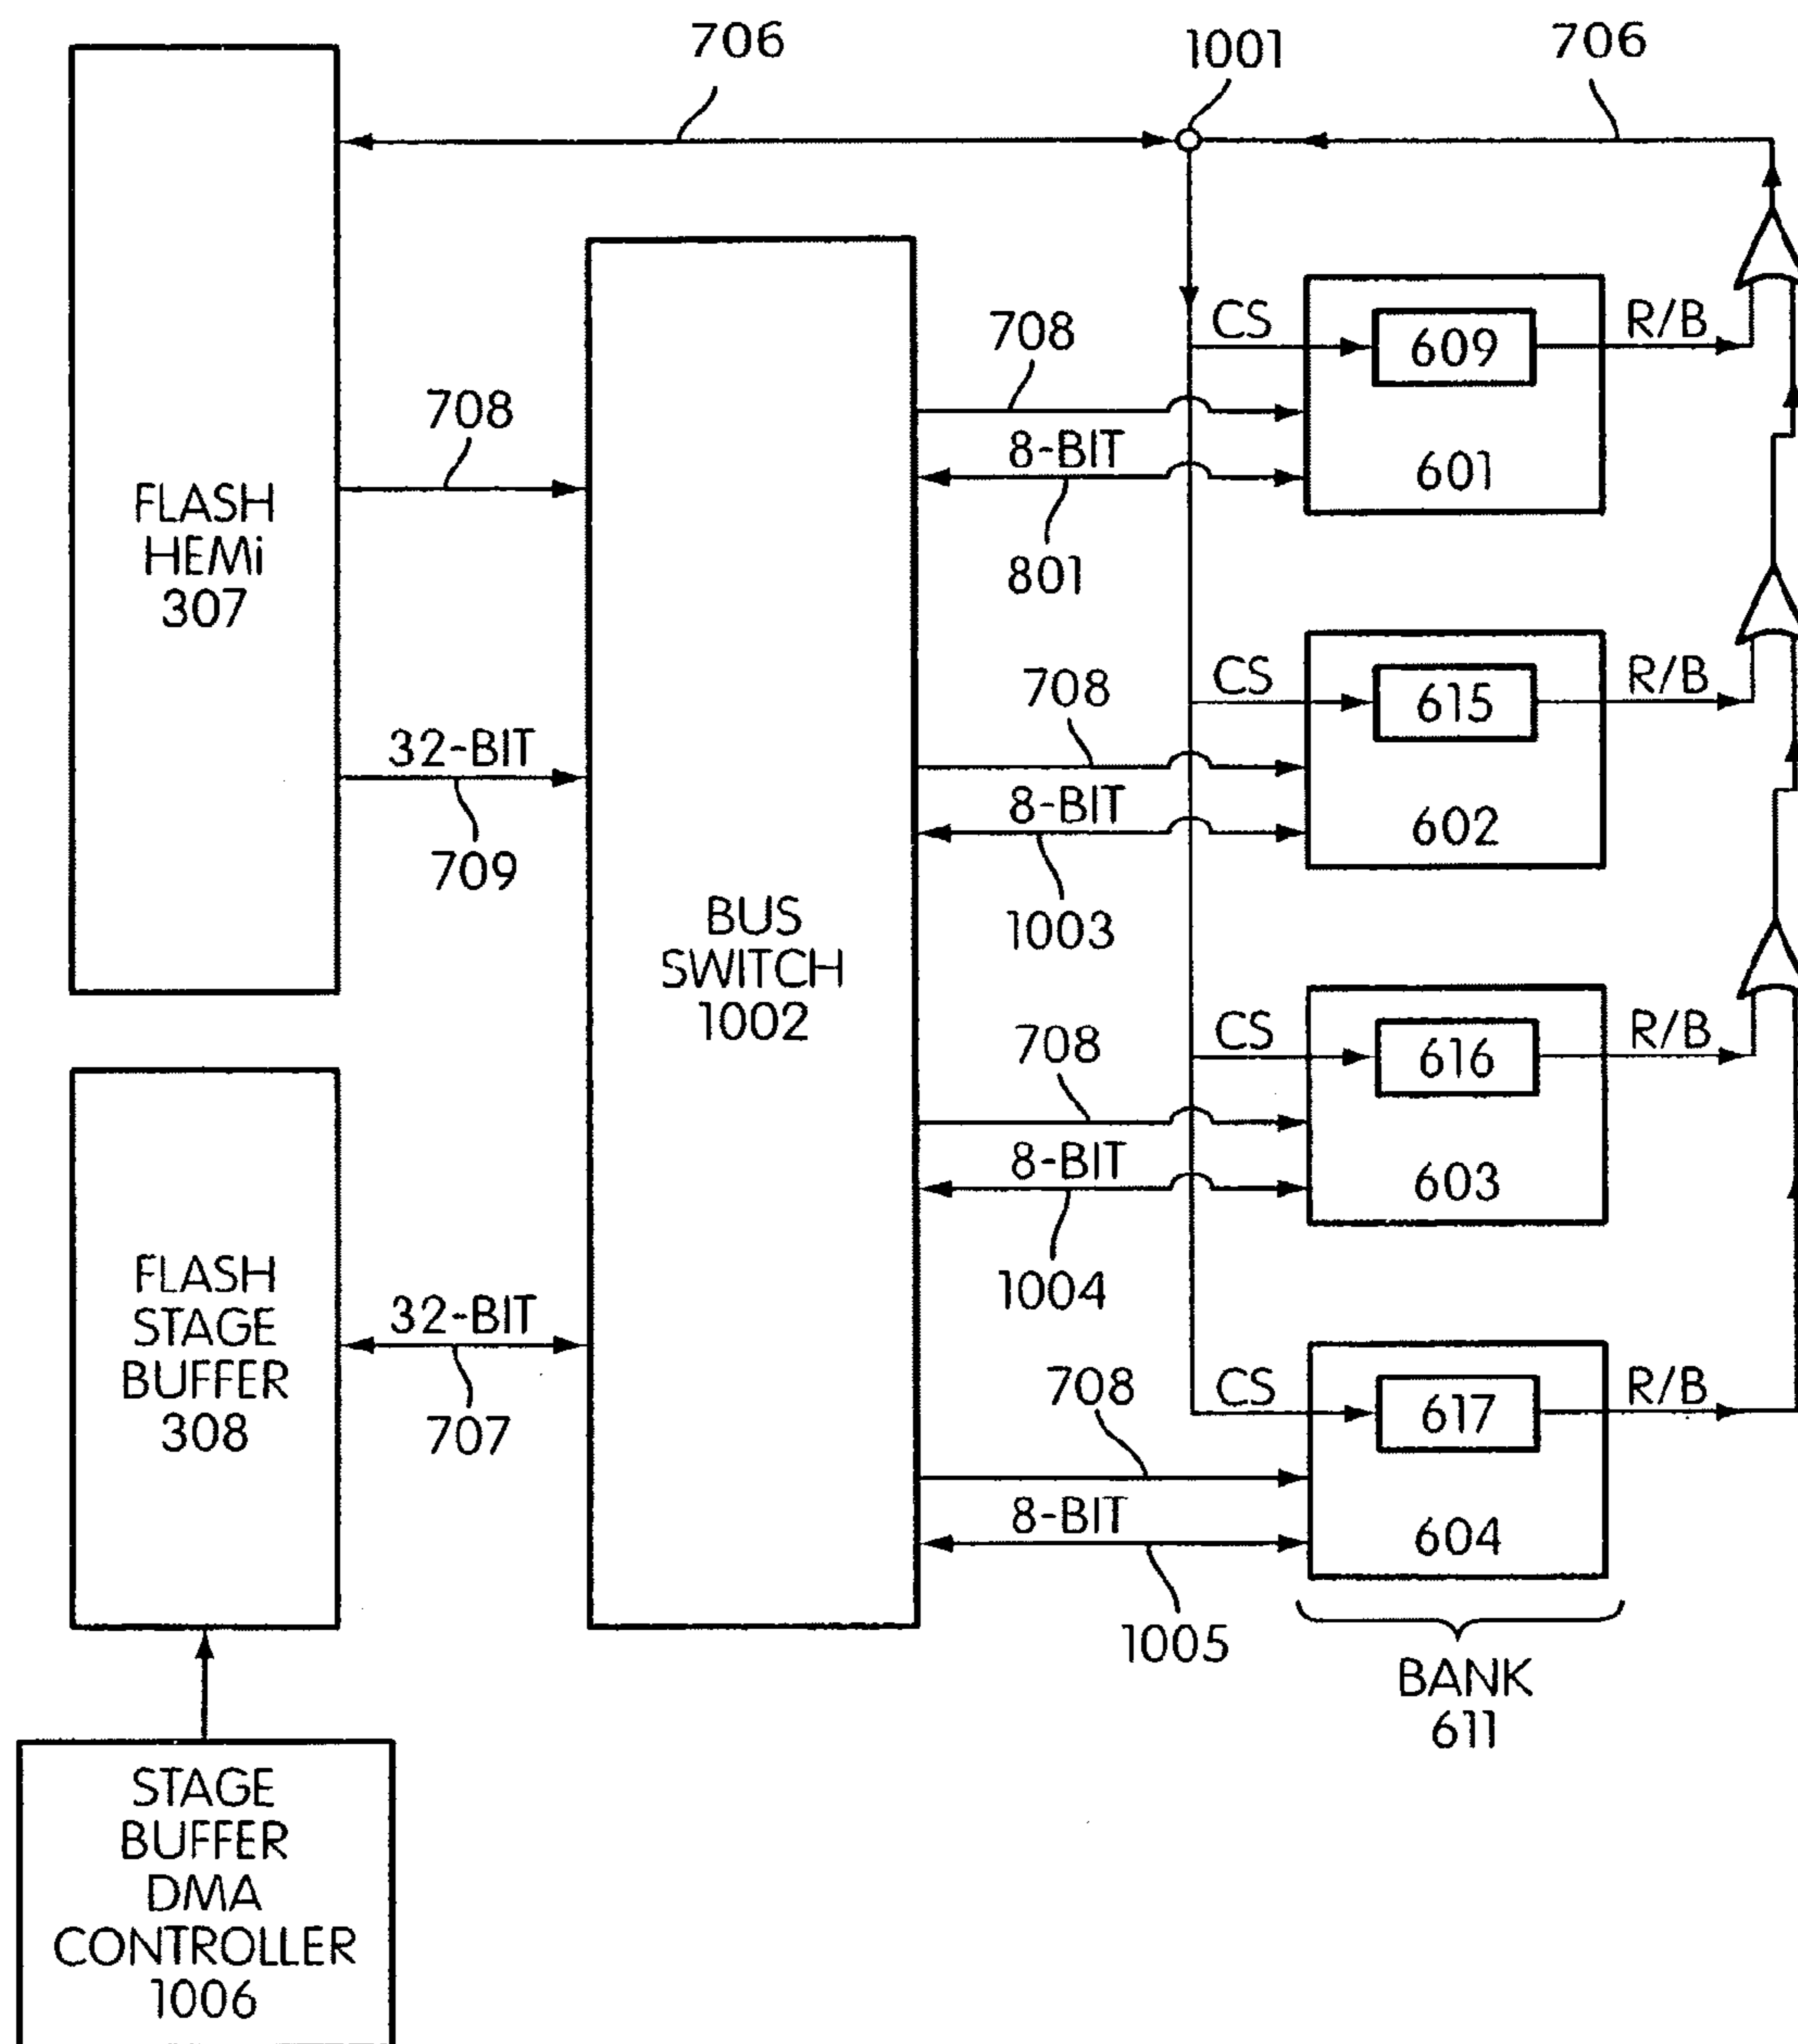 706
1001
706
FLASH
HEMi
307
708
32-BIT
709
BUS
SWITCH
1002
708
8-BIT
801
CS
609
601
R/B
708
8-BIT
1003
CS
615
602
R/B
708
8-BIT
1004
CS
616
603
R/B
FLASH
STAGE
BUFFER
308
32-BIT
707
708
8-BIT
1005
CS
617
604
R/B
BANK
611
STAGE
BUFFER
DMA
CONTROLLER
1006